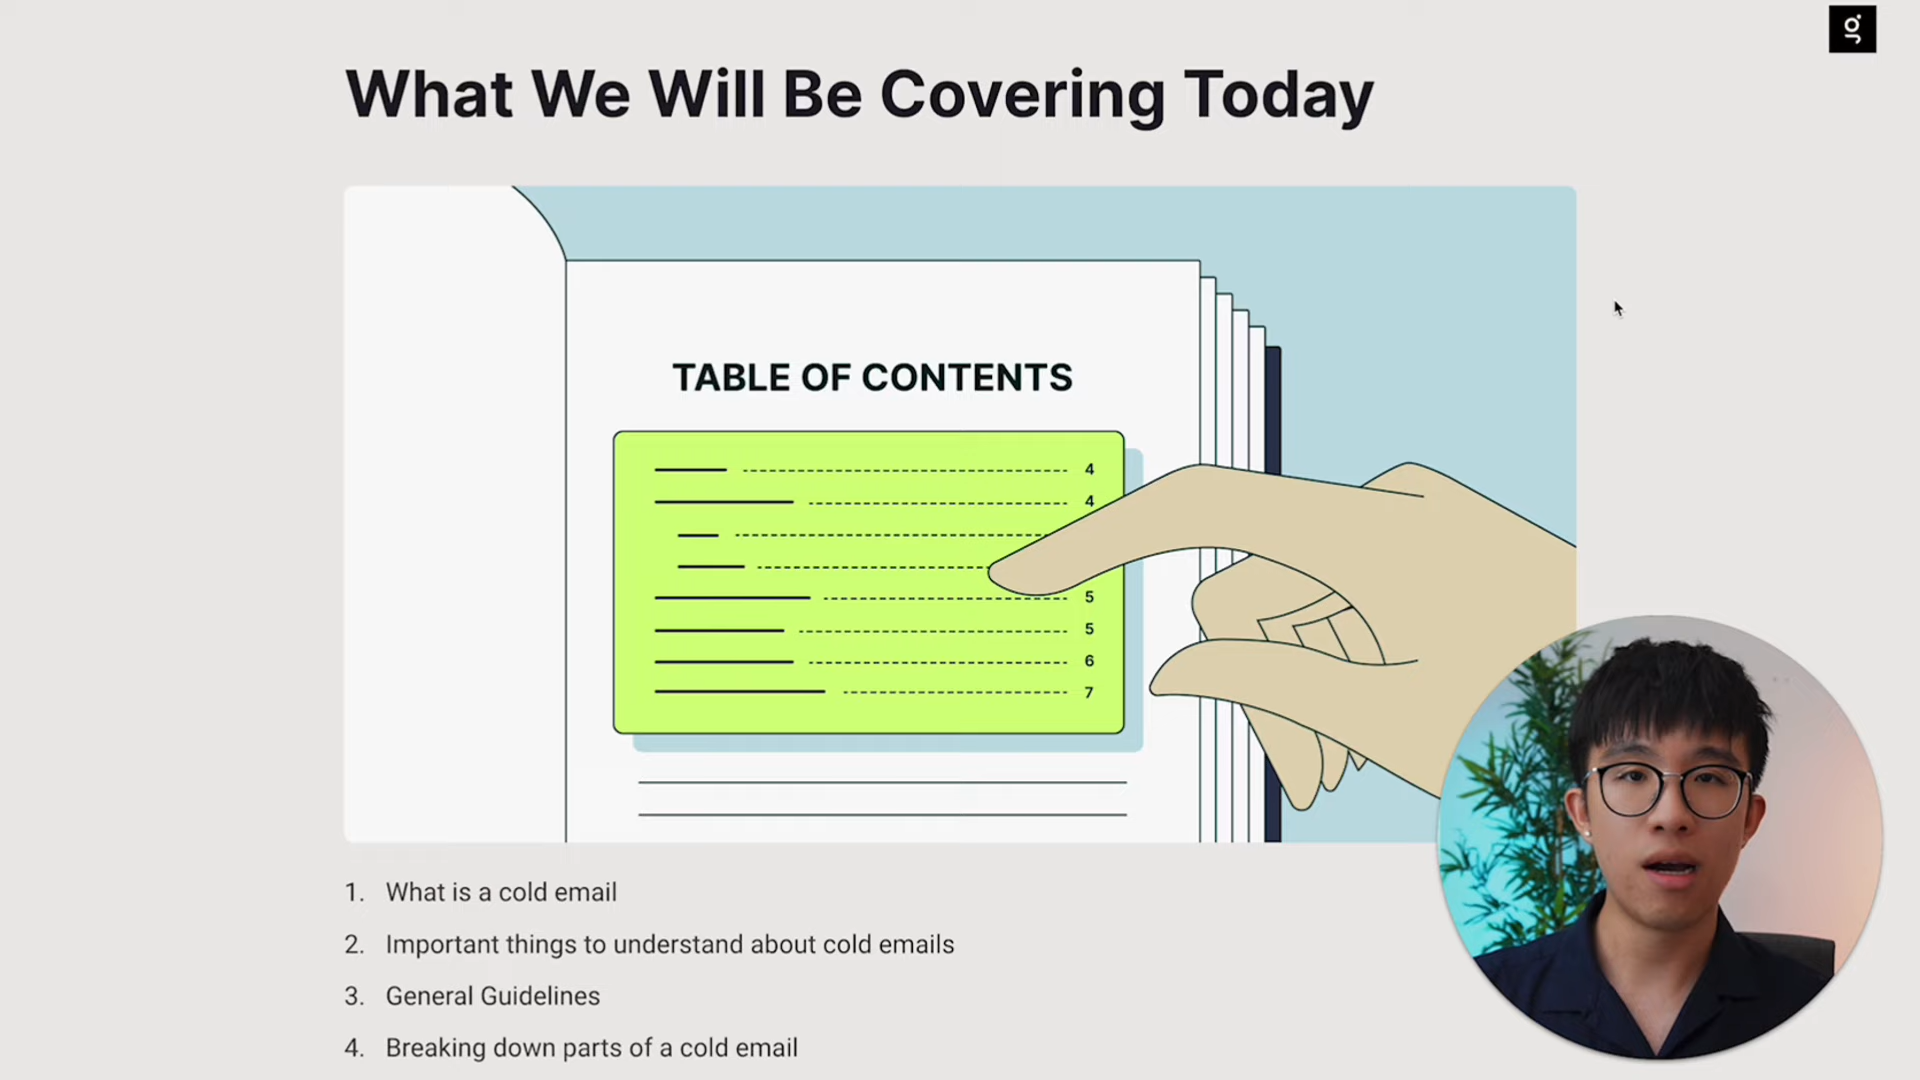 What We Will Be Covering Today
g
TABLE OF CONTENTS
4
4
5
5
6
7
1. What is a cold email
2. Important things to understand about cold emails
3. General Guidelines
4. Breaking down parts of a cold email